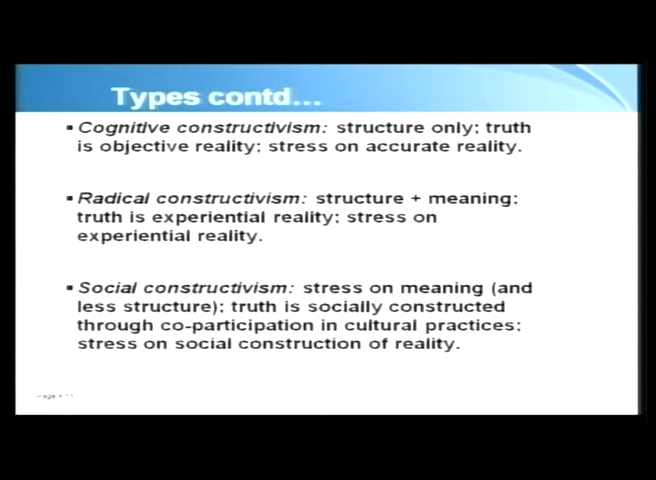 Types contd...
▪ Cognitive constructivism: structure only; truth
is objective reality; stress on accurate reality.
▪ Radical constructivism: structure + meaning;
truth is experiential reality; stress on
experiential reality.
▪ Social constructivism: stress on meaning (and
less structure); truth is socially constructed
through co-participation in cultural practices;
stress on social construction of reality.